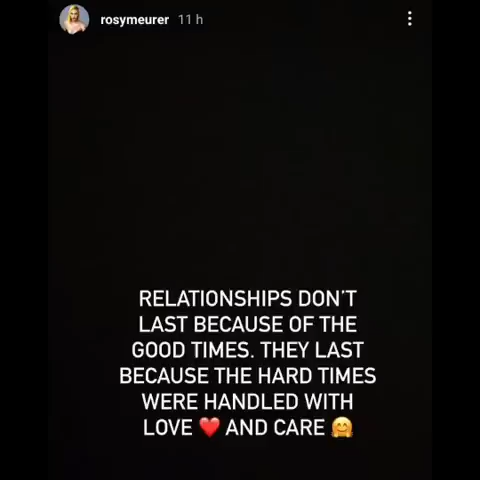 rosymeurer 11 h
RELATIONSHIPS DON'T
LAST BECAUSE OF THE
GOOD TIMES. THEY LAST
BECAUSE THE HARD TIMES
WERE HANDLED WITH
LOVE ❤️ AND CARE 🤗